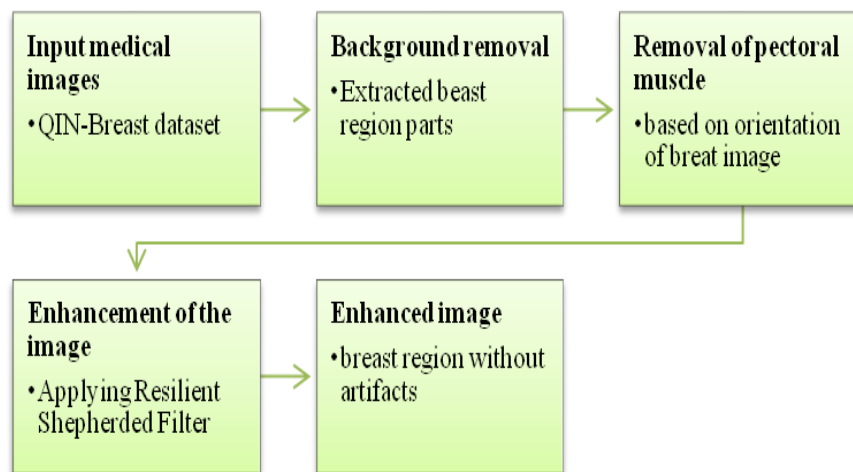 Input medical
images
•QIN-Breast dataset
Background removal
•Extracted beast
region parts
Removal of pectoral
muscle
•based on orientation
of breat image
Enhancement of the
image
•Applying Resilient
Shepherded Filter
Enhanced image
•breast region without
artifacts